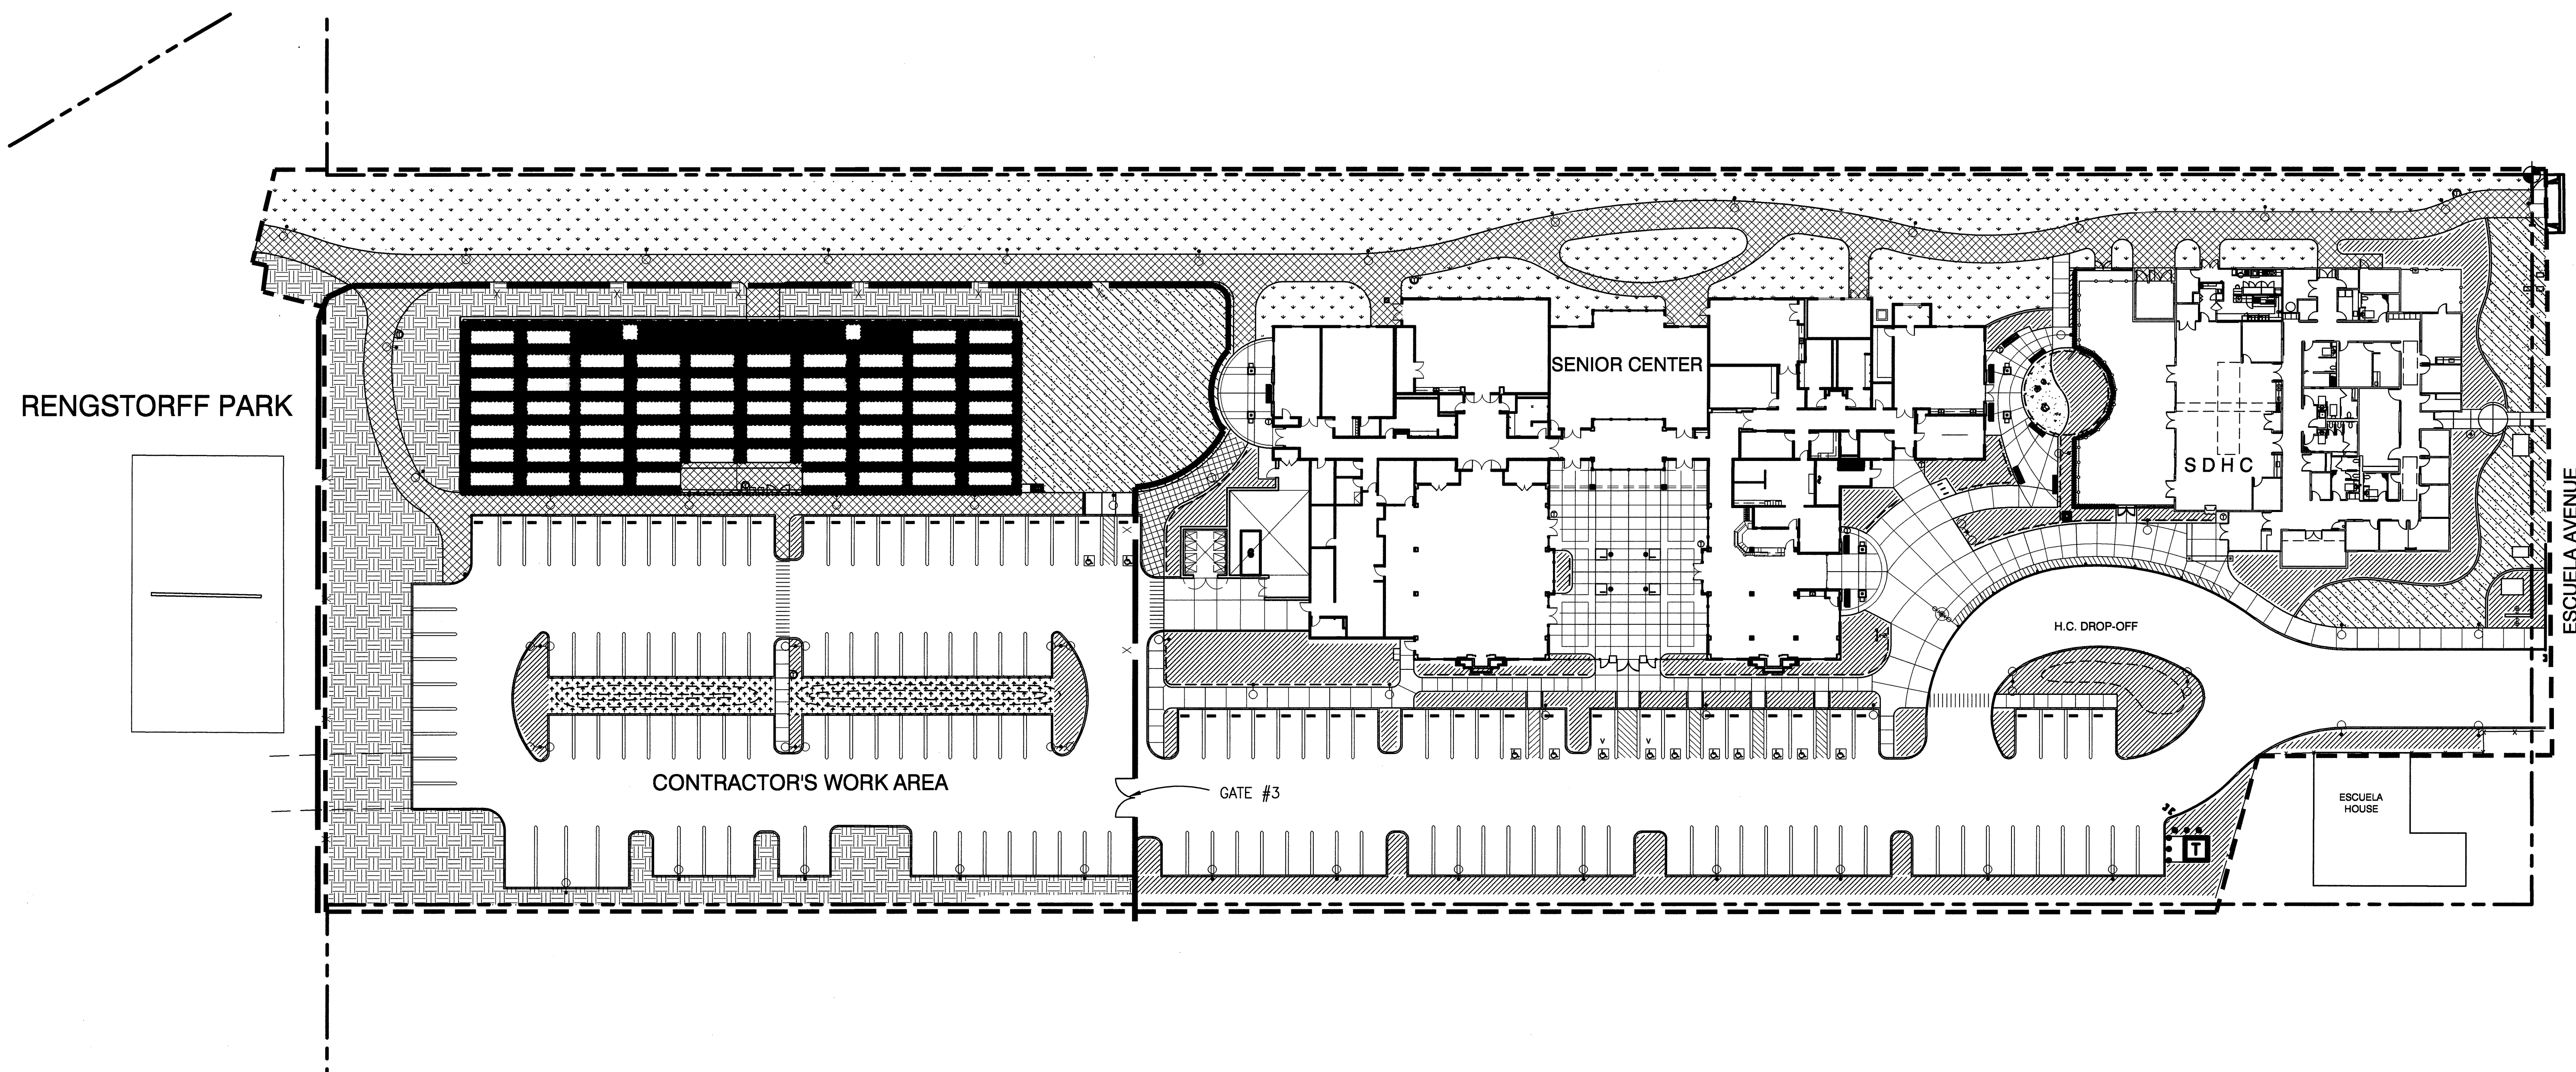 RENGSTORFF PARK
SENIOR CENTER
SDHC
ESCUELA AVENUE
H.C. DROP-OFF
CONTRACTOR'S WORK AREA
GATE #3
V
V
ESCUELA
HOUSE
T